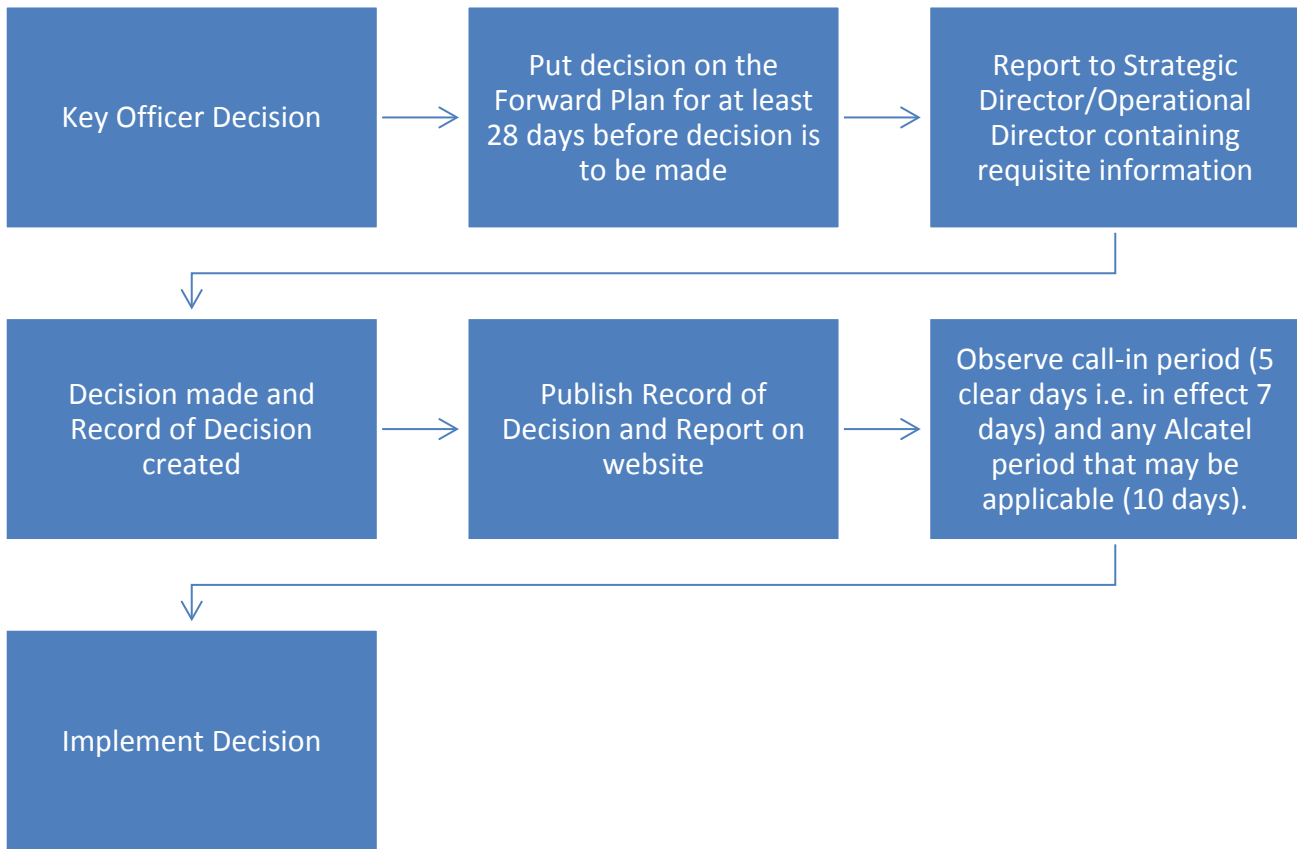 Key Officer Decision
Put decision on the
Forward Plan for at least
28 days before decision is
to be made
Report to Strategic
Director/Operational
Director containing
requisite information
Decision made and
Record of Decision
created
Publish Record of
Decision and Report on
website
Observe call-in period (5
clear days i.e. in effect 7
days) and any Alcatel
period that may be
applicable (10 days).
Implement Decision